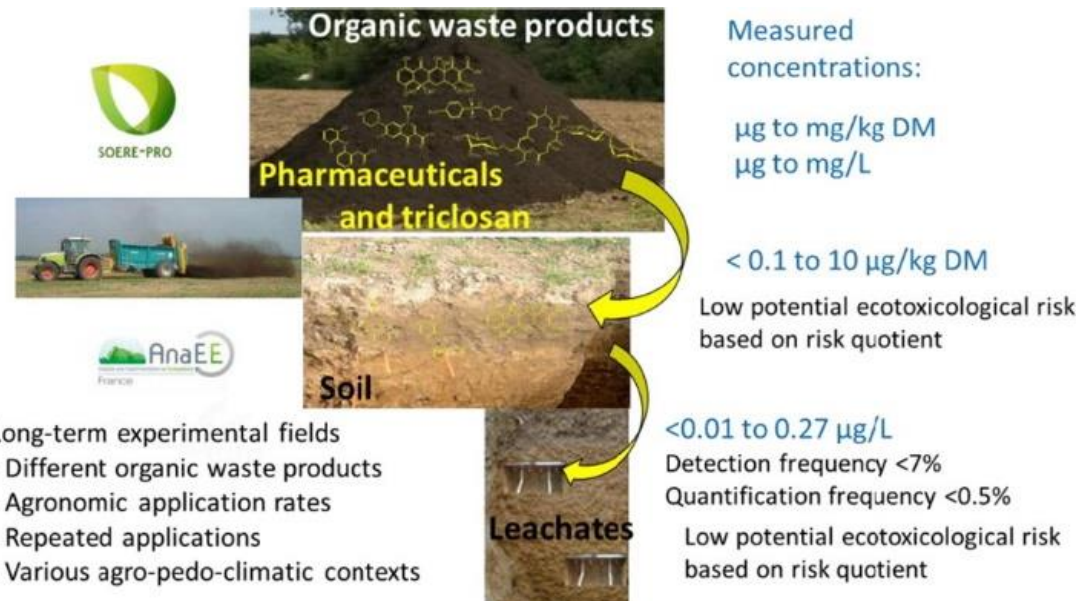 Organic waste products
Measured
concentrations:
µg to mg/kg DM
µg to mg/L
SOERE-PRO
Pharmaceuticals
and triclosan
< 0.1 to 10 µg/kg DM
Low potential ecotoxicological risk
based on risk quotient
AnaEE
France
Soil
ong-term experimental fields
Different organic waste products
Agronomic application rates
Repeated applications
Various agro-pedo-climatic contexts
<0.01 to 0.27 µg/L
Detection frequency <7%
Quantification frequency <0.5%
Leachates
Low potential ecotoxicological risk
based on risk quotient